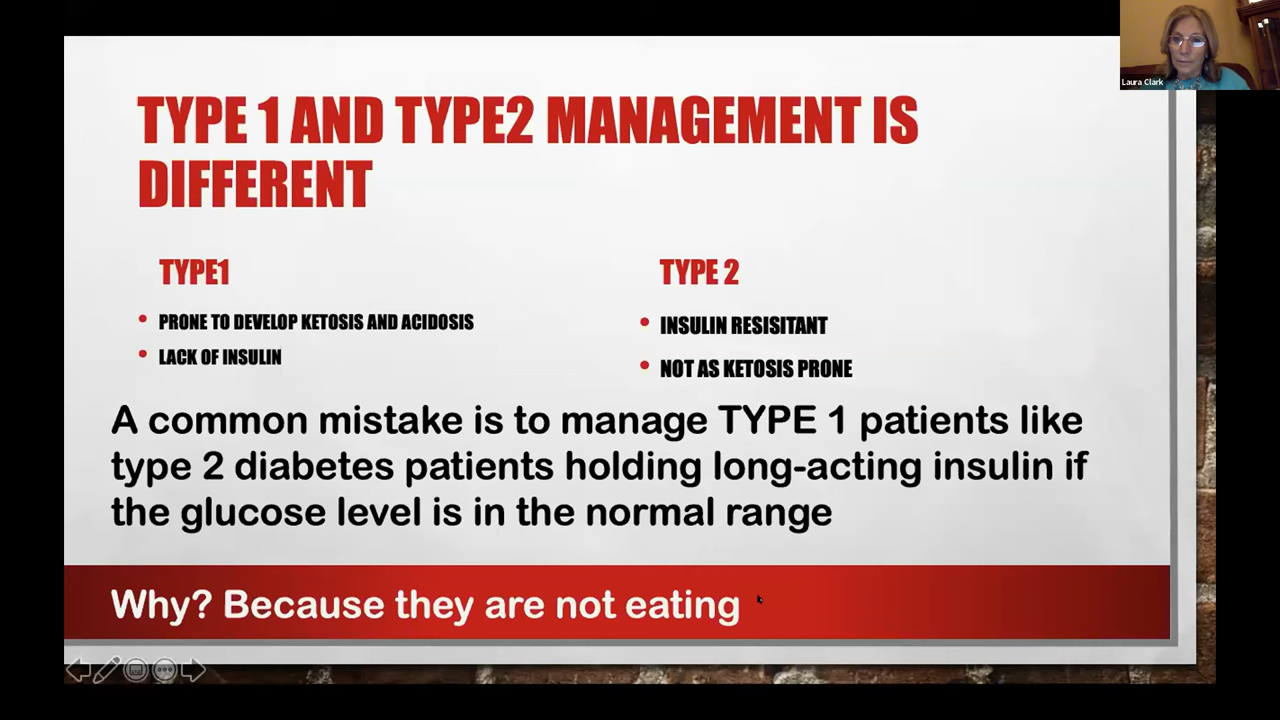 Laura Clark
TYPE 1 AND TYPE2 MANAGEMENT IS
DIFFERENT
TYPE1
• PRONE TO DEVELOP KETOSIS AND ACIDOSIS
• LACK OF INSULIN
TYPE 2
• INSULIN RESISITANT
• NOT AS KETOSIS PRONE
A common mistake is to manage TYPE 1 patients like
type 2 diabetes patients holding long-acting insulin if
the glucose level is in the normal range
Why? Because they are not eating